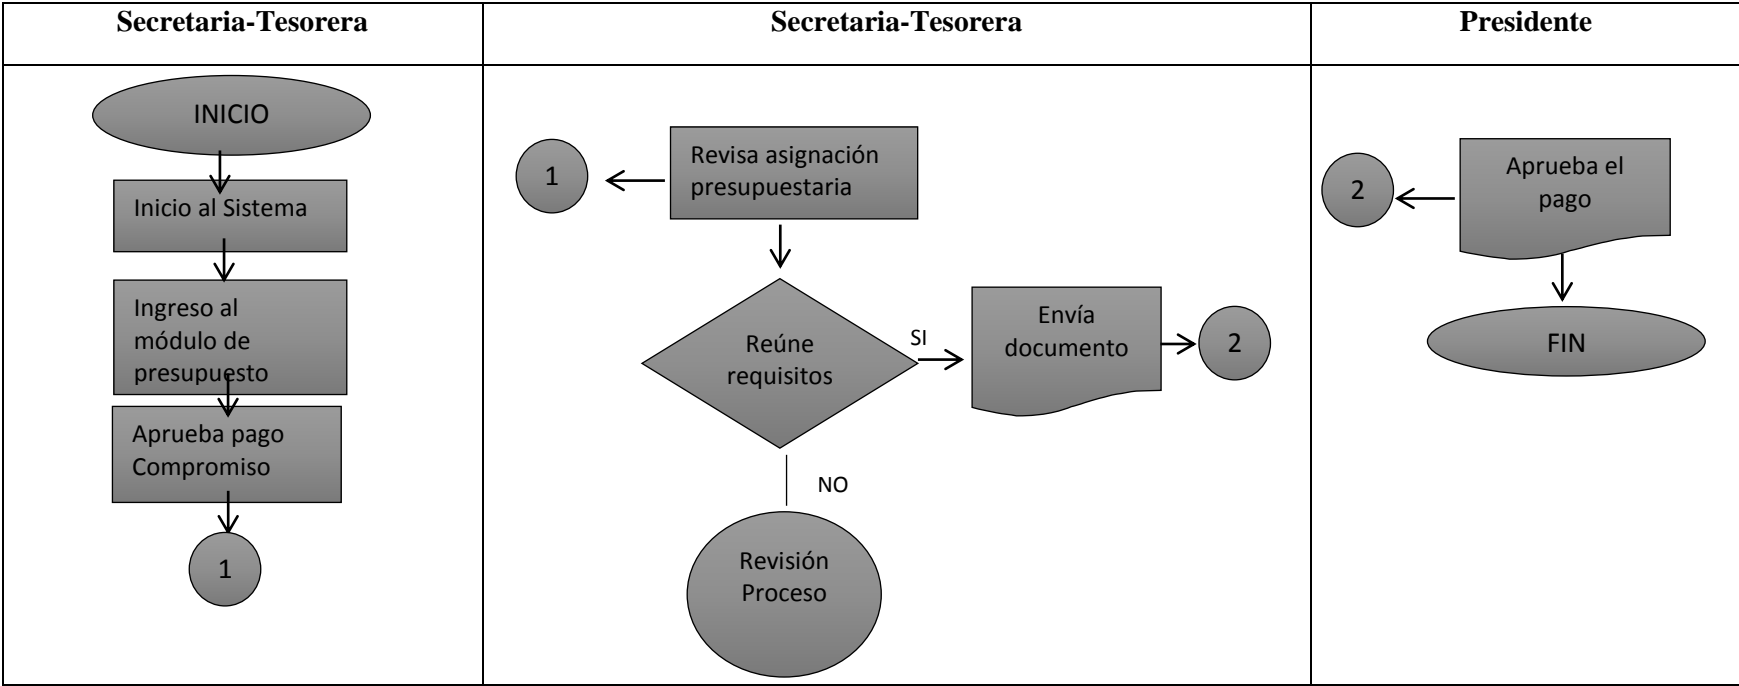 Secretaria-Tesorera
Secretaria-Tesorera
Presidente
INICIO
Inicio al Sistema
Ingreso al
módulo de
presupuesto
Aprueba pago
Compromiso
1
1
Revisa asignación
presupuestaria
Reúne
requisitos
SI
Envía
documento
2
NO
Revisión
Proceso
2
Aprueba el
pago
FIN